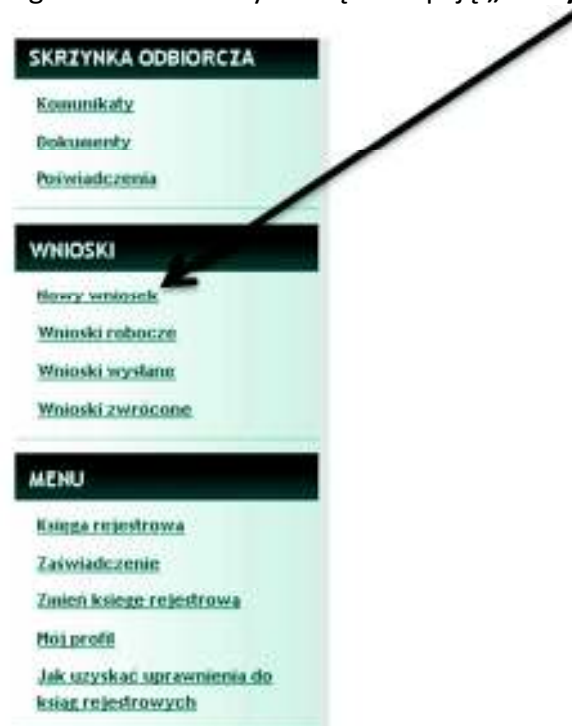 SKRZYNKA ODBIORCZA
Komunikaty
Dokumenty
Poświadczenia
WNIOSKI
Nowy wniosek
Wnioski robocze
Wnioski wysłane
Wnioski zwrócone
MENU
Księga rejestrowa
Zaświadczenie
Zmień księgę rejestrową
Mój profil
Jak uzyskać uprawnienia do
ksiąg rejestrowych